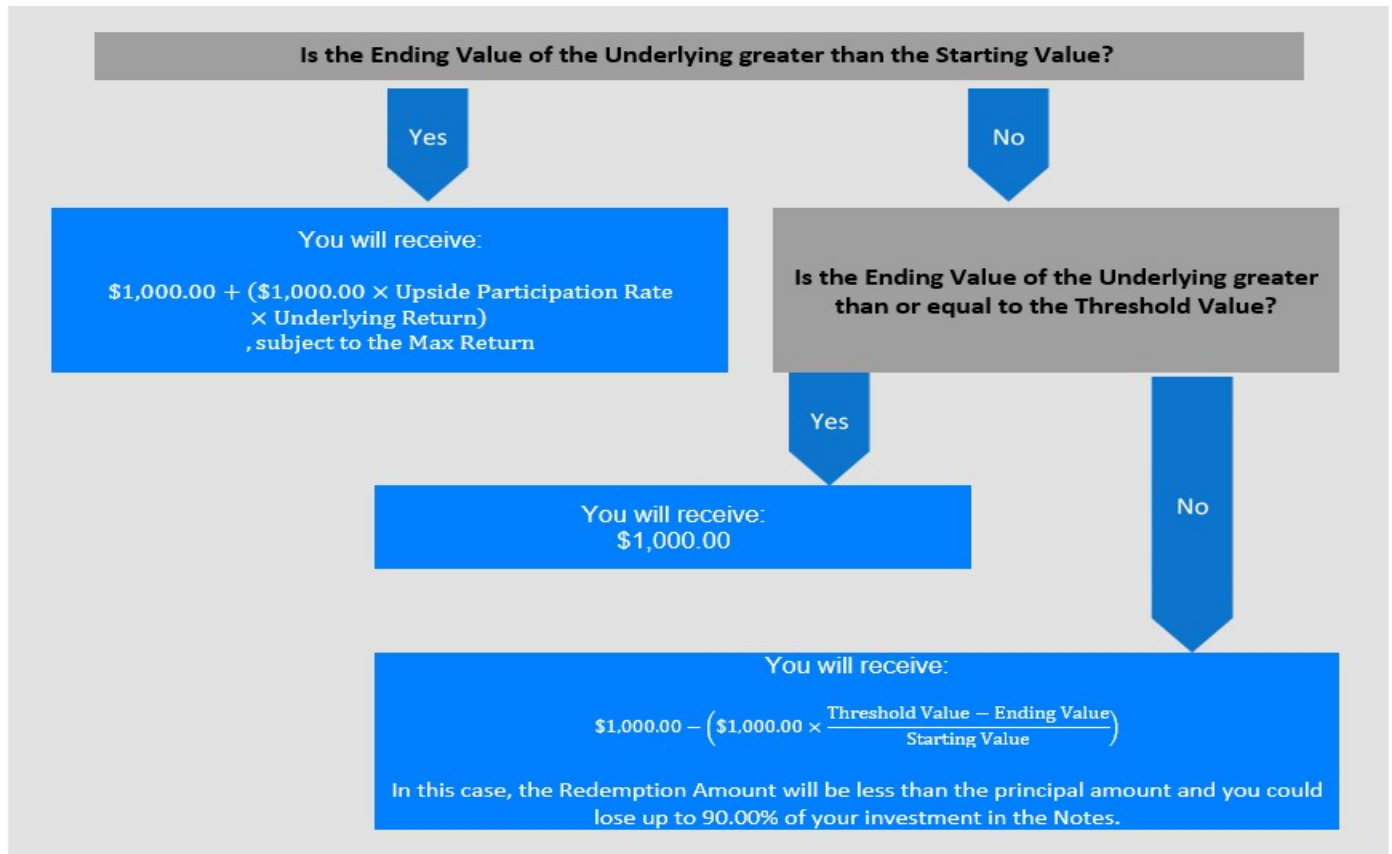 Is the Ending Value of the Underlying greater than the Starting Value?
Yes
No
You will receive:
$1,000.00 + ($1,000.00 × Upside Participation Rate
× Underlying Return)
, subject to the Max Return
Is the Ending Value of the Underlying greater
than or equal to the Threshold Value?
Yes
No
You will receive:
$1,000.00
You will receive:
$1,000.00 − ($1,000.00 × Threshold Value − Ending Value
Starting Value)
In this case, the Redemption Amount will be less than the principal amount and you could
lose up to 90.00% of your investment in the Notes.